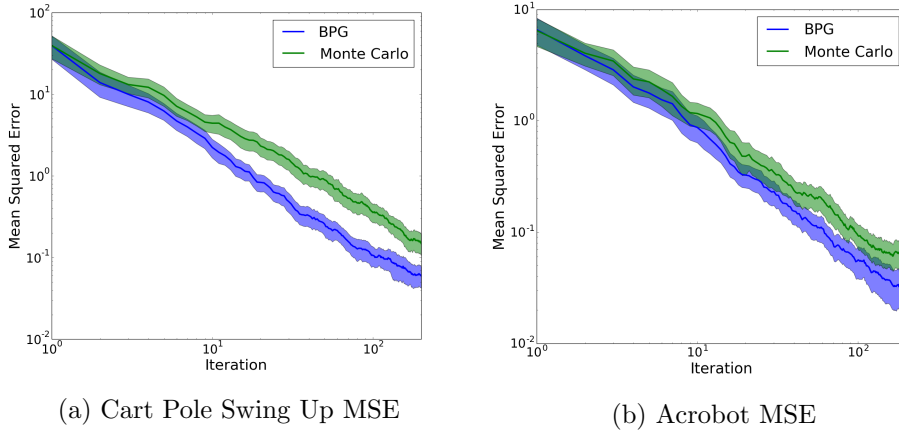 BPG
Monte Carlo
Mean Squared Error
10^2
10^1
10^0
10^-1
10^-2
10^0
10^1
10^2
Iteration
(a) Cart Pole Swing Up MSE
BPG
Monte Carlo
Mean Squared Error
10^1
10^0
10^-1
10^-2
10^0
10^1
10^2
Iteration
(b) Acrobot MSE